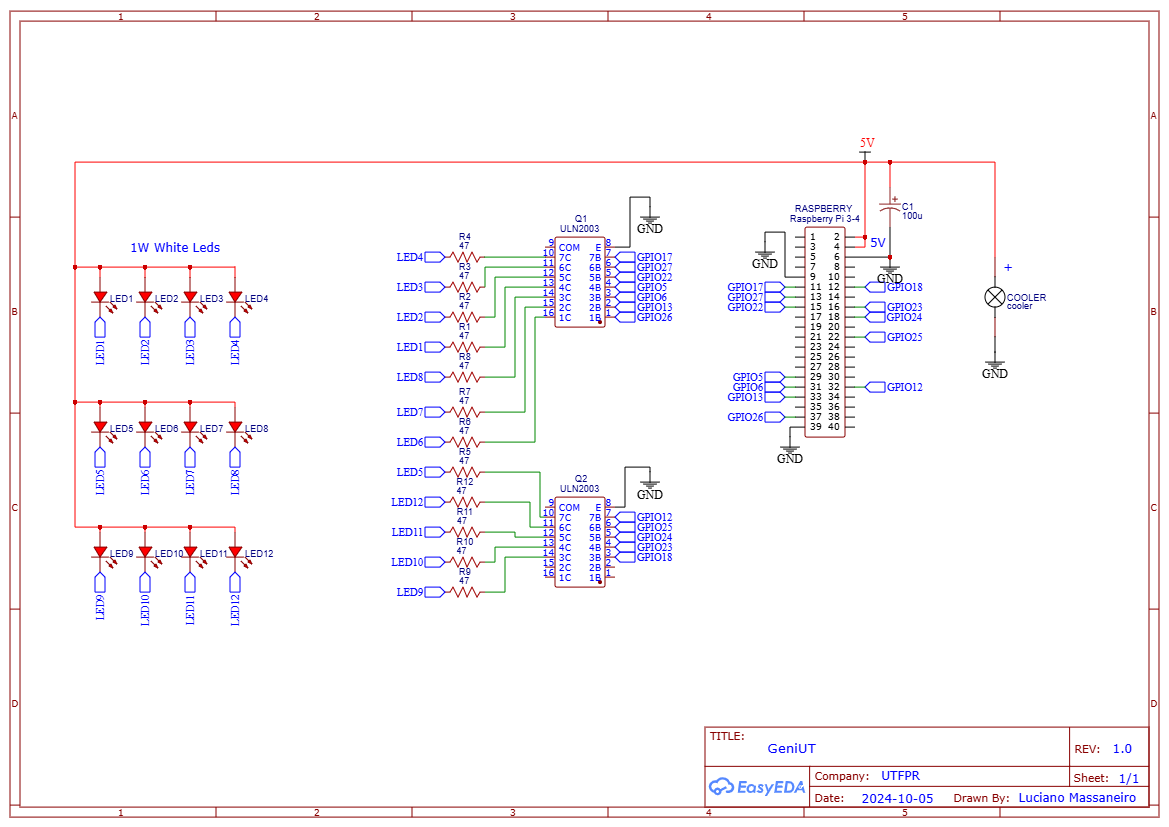 1 2 3 4 5
A A
B B
C C
D D
1 2 3 4 5
1W White Leds
LED1 LED2 LED3 LED4
LED1 LED2 LED3 LED4
LED5 LED6 LED7 LED8
LED5 LED6 LED7 LED8
LED9 LED10 LED11 LED12
LED9 LED10 LED11 LED12
R4
47
LED4
R3
47
LED3
R2
47
LED2
R1
47
LED1
R8
47
LED8
R7
47
LED7
R6
47
LED6
R5
47
LED5
R12
47
LED12
R11
47
LED11
R10
47
LED10
R9
47
LED9
Q1
ULN2003
GND
9 COM E 8
10 7C 7B 7 GPIO17
11 6C 6B 6 GPIO27
12 5C 5B 5 GPIO22
13 4C 4B 4 GPIO5
14 3C 3B 3 GPIO6
15 2C 2B 2 GPIO13
16 1C 1B 1 GPIO26
Q2
ULN2003
GND
9 COM E 8
10 7C 7B 7 GPIO12
11 6C 6B 6 GPIO25
12 5C 5B 5 GPIO24
13 4C 4B 4 GPIO23
14 3C 3B 3 GPIO18
15 2C 2B 2
16 1C 1B 1
5V
RASPBERRY
Raspberry Pi 3-4
+
C1
100u
5V
GND
GND
1 2
3 4
5 6
7 8
9 10
GPIO17 11 12 GPIO18
GPIO27 13 14
GPIO22 15 16 GPIO23
17 18 GPIO24
19 20
21 22 GPIO25
23 24
25 26
27 28
GPIO5 29 30
GPIO6 31 32 GPIO12
GPIO13 33 34
35 36
GPIO26 37 38
39 40
GND
+
COOLER
cooler
GND
TITLE:
GeniUT
REV: 1.0
EasyEDA
Company: UTFPR
Sheet: 1/1
Date: 2024-10-05 Drawn By: Luciano Massaneiro